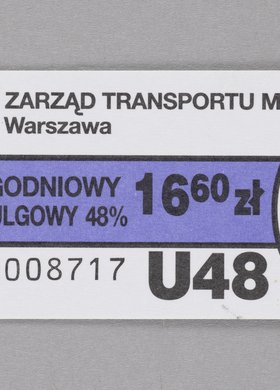 ZARZĄD TRANSPORTU M
Warszawa
GODNIOWY 16⁶⁰ zł
ULGOWY 48%
008717 U48